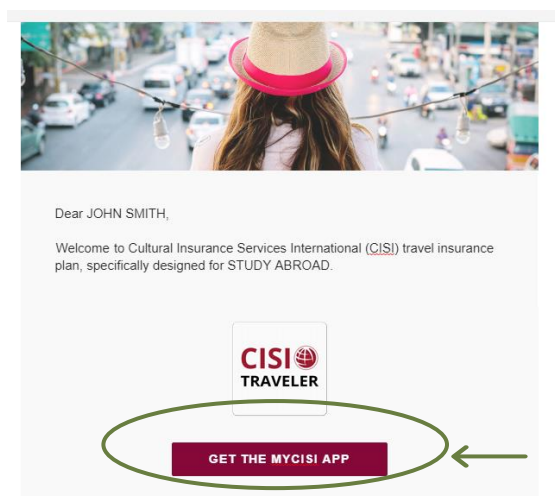 Dear JOHN SMITH,
Welcome to Cultural Insurance Services International (CISI) travel insurance
plan, specifically designed for STUDY ABROAD.
CISI
TRAVELER
GET THE MYCISI APP